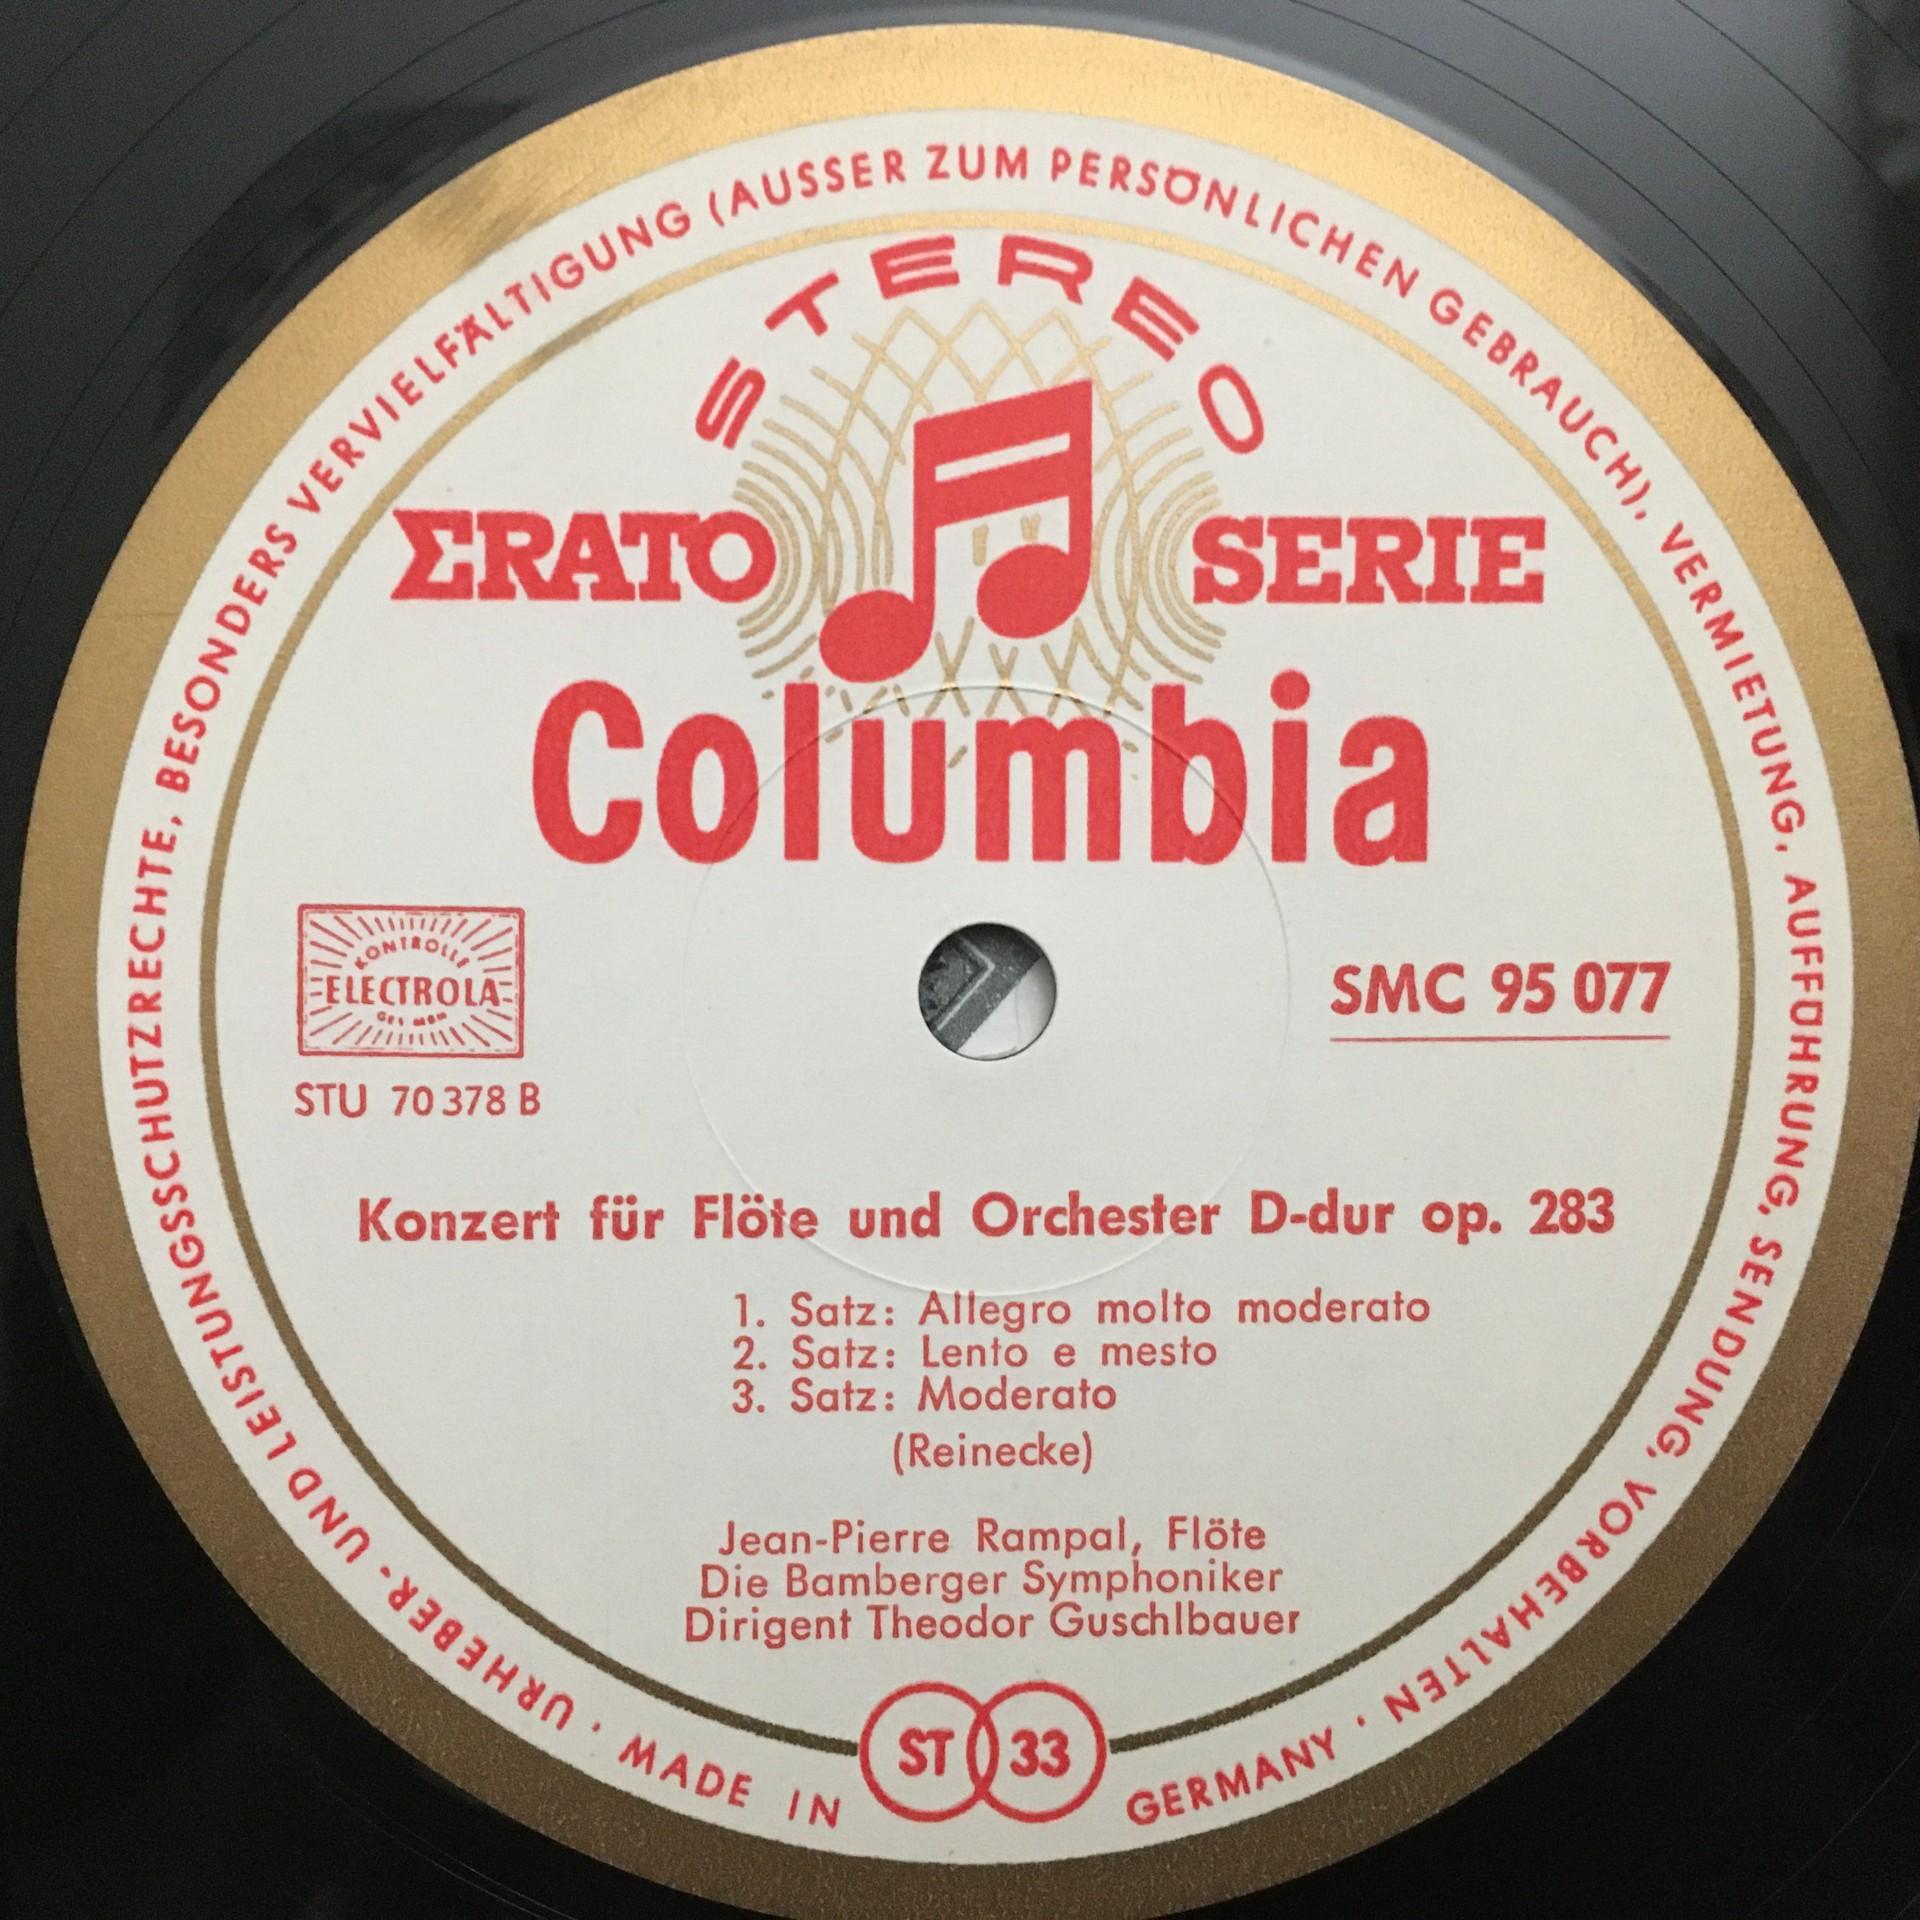 URHEBER- UND LEISTUNGSSCHUTZRECHTE, BESONDERS VERVIELFÄLTIGUNG (AUSSER ZUM PERSÖNLICHEN GEBRAUCH), VERMIETUNG, AUFFÜHRUNG, SENDUNG, VORBEHALTEN · MADE IN GERMANY ·
STEREO
ΣRATO SERIE
Columbia
KONTROLLE
ELECTROLA
SMC 95 077
STU 70 378 B
Konzert für Flöte und Orchester D-dur op. 283
1. Satz: Allegro molto moderato
2. Satz: Lento e mesto
3. Satz: Moderato
(Reinecke)
Jean-Pierre Rampal, Flöte
Die Bamberger Symphoniker
Dirigent Theodor Guschlbauer
ST 33